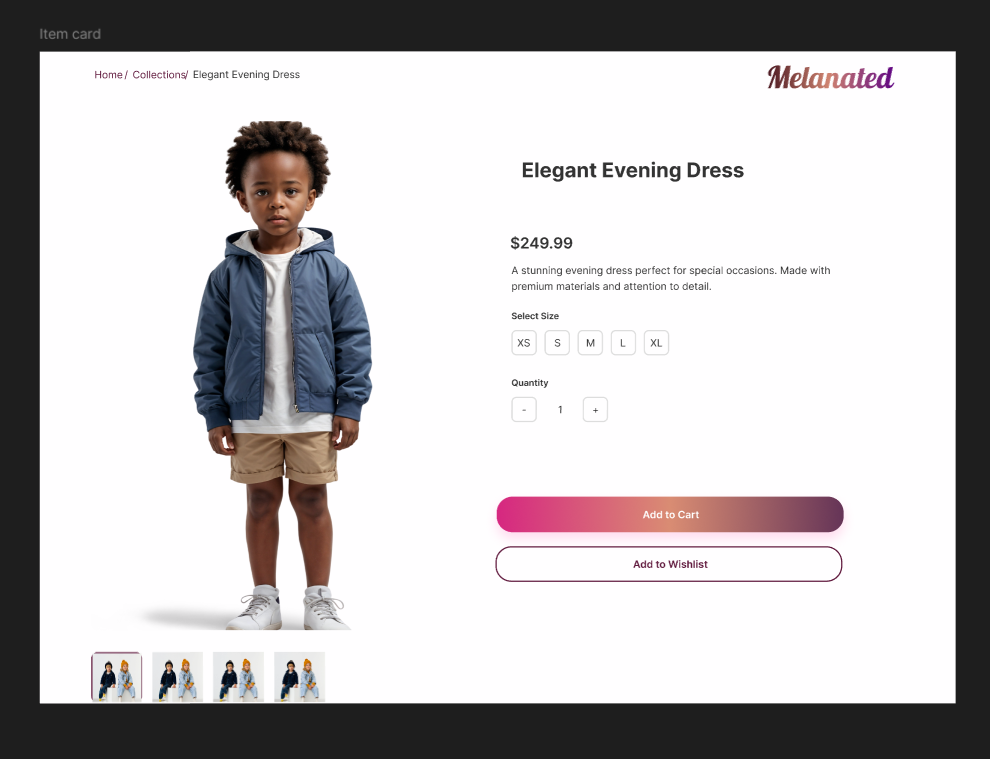 Item card
Home / Collections/ Elegant Evening Dress
Melanated
Elegant Evening Dress
$249.99
A stunning evening dress perfect for special occasions. Made with
premium materials and attention to detail.
Select Size
XS S M L XL
Quantity
- 1 +
Add to Cart
Add to Wishlist